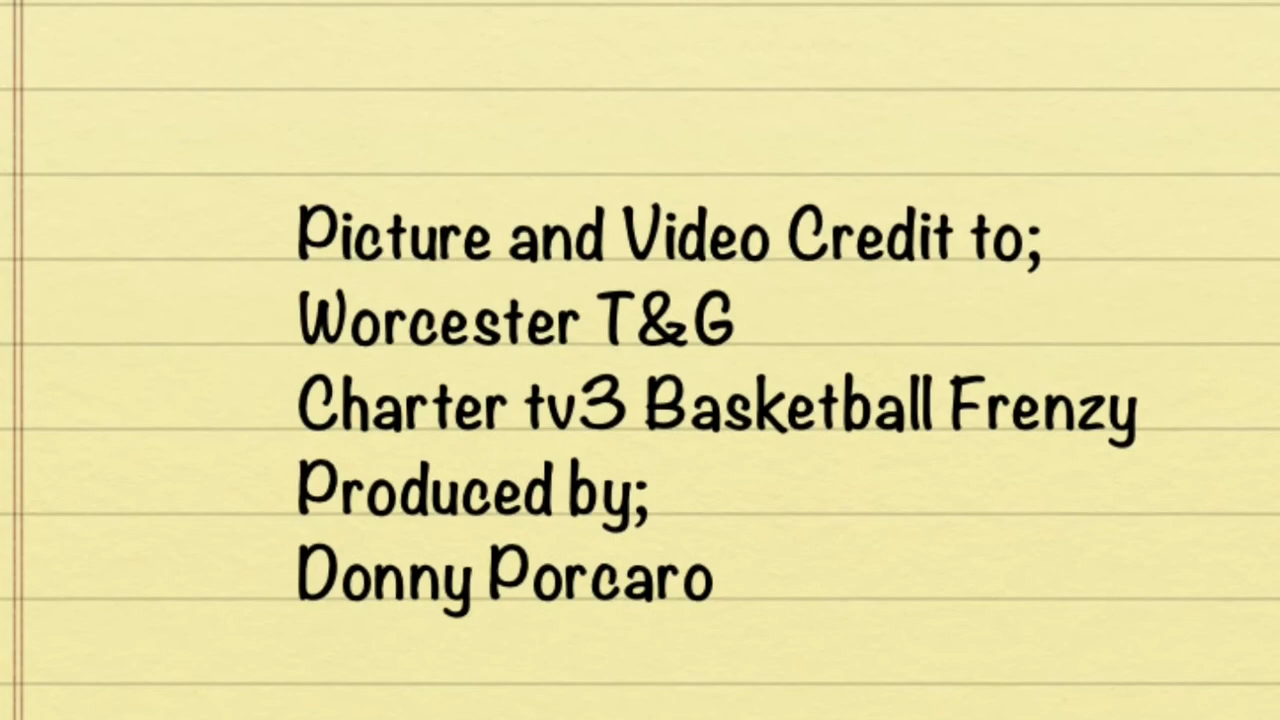 Picture and Video Credit to;
Worcester T&G
Charter tv3 Basketball Frenzy
Produced by;
Donny Porcaro